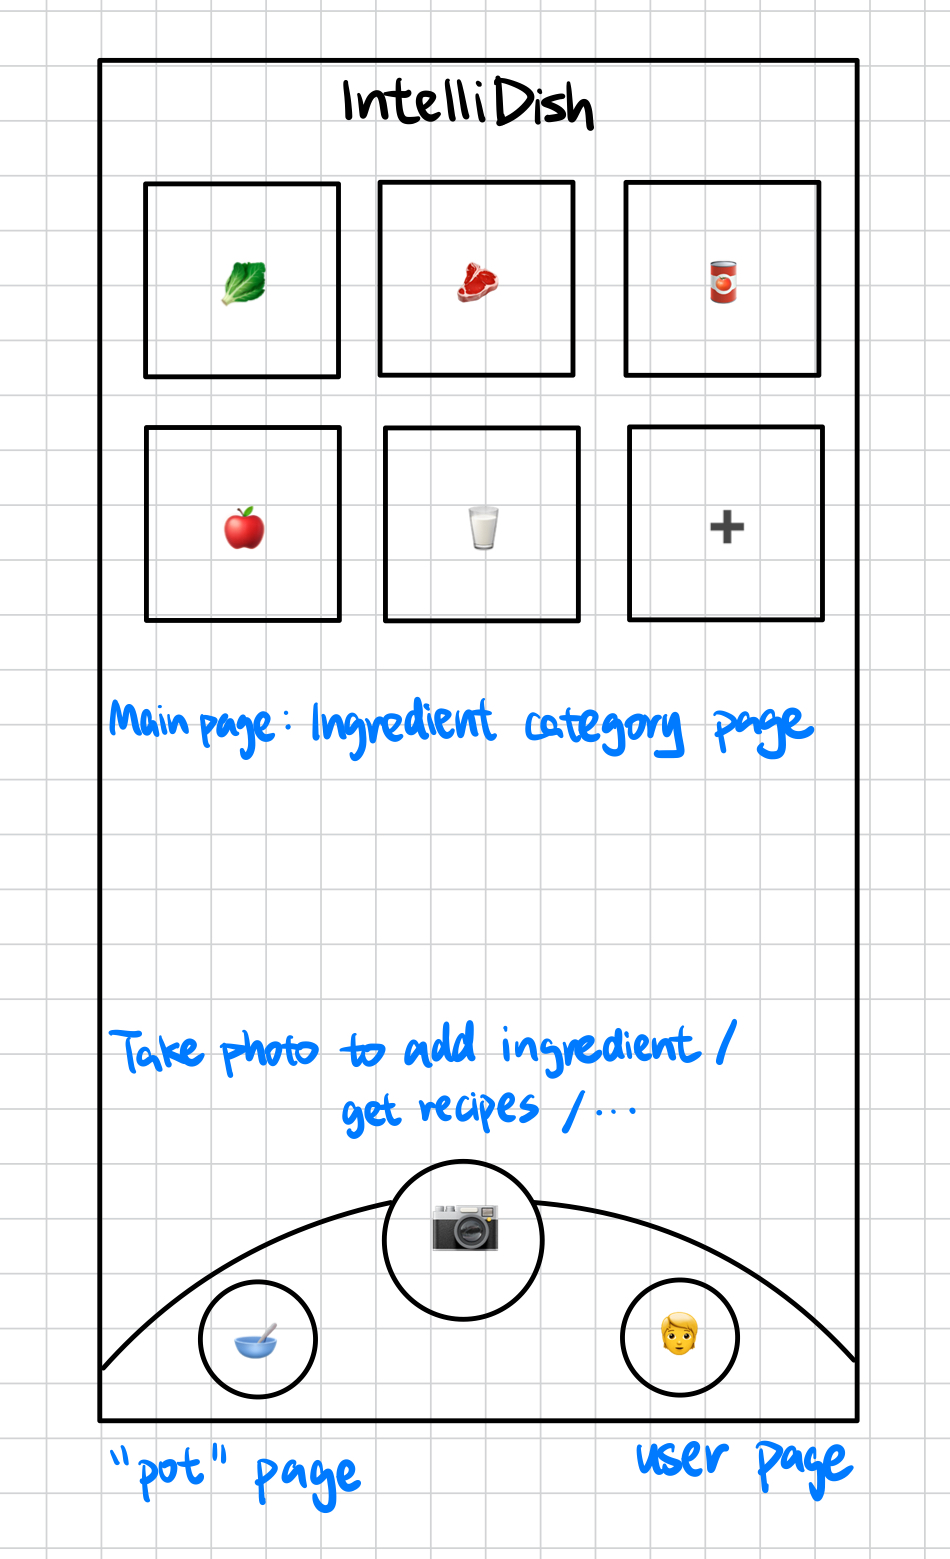 IntelliDish
Main page: Ingredient category page
Take photo to add ingredient /
get recipes / ...
"pot" page
user page